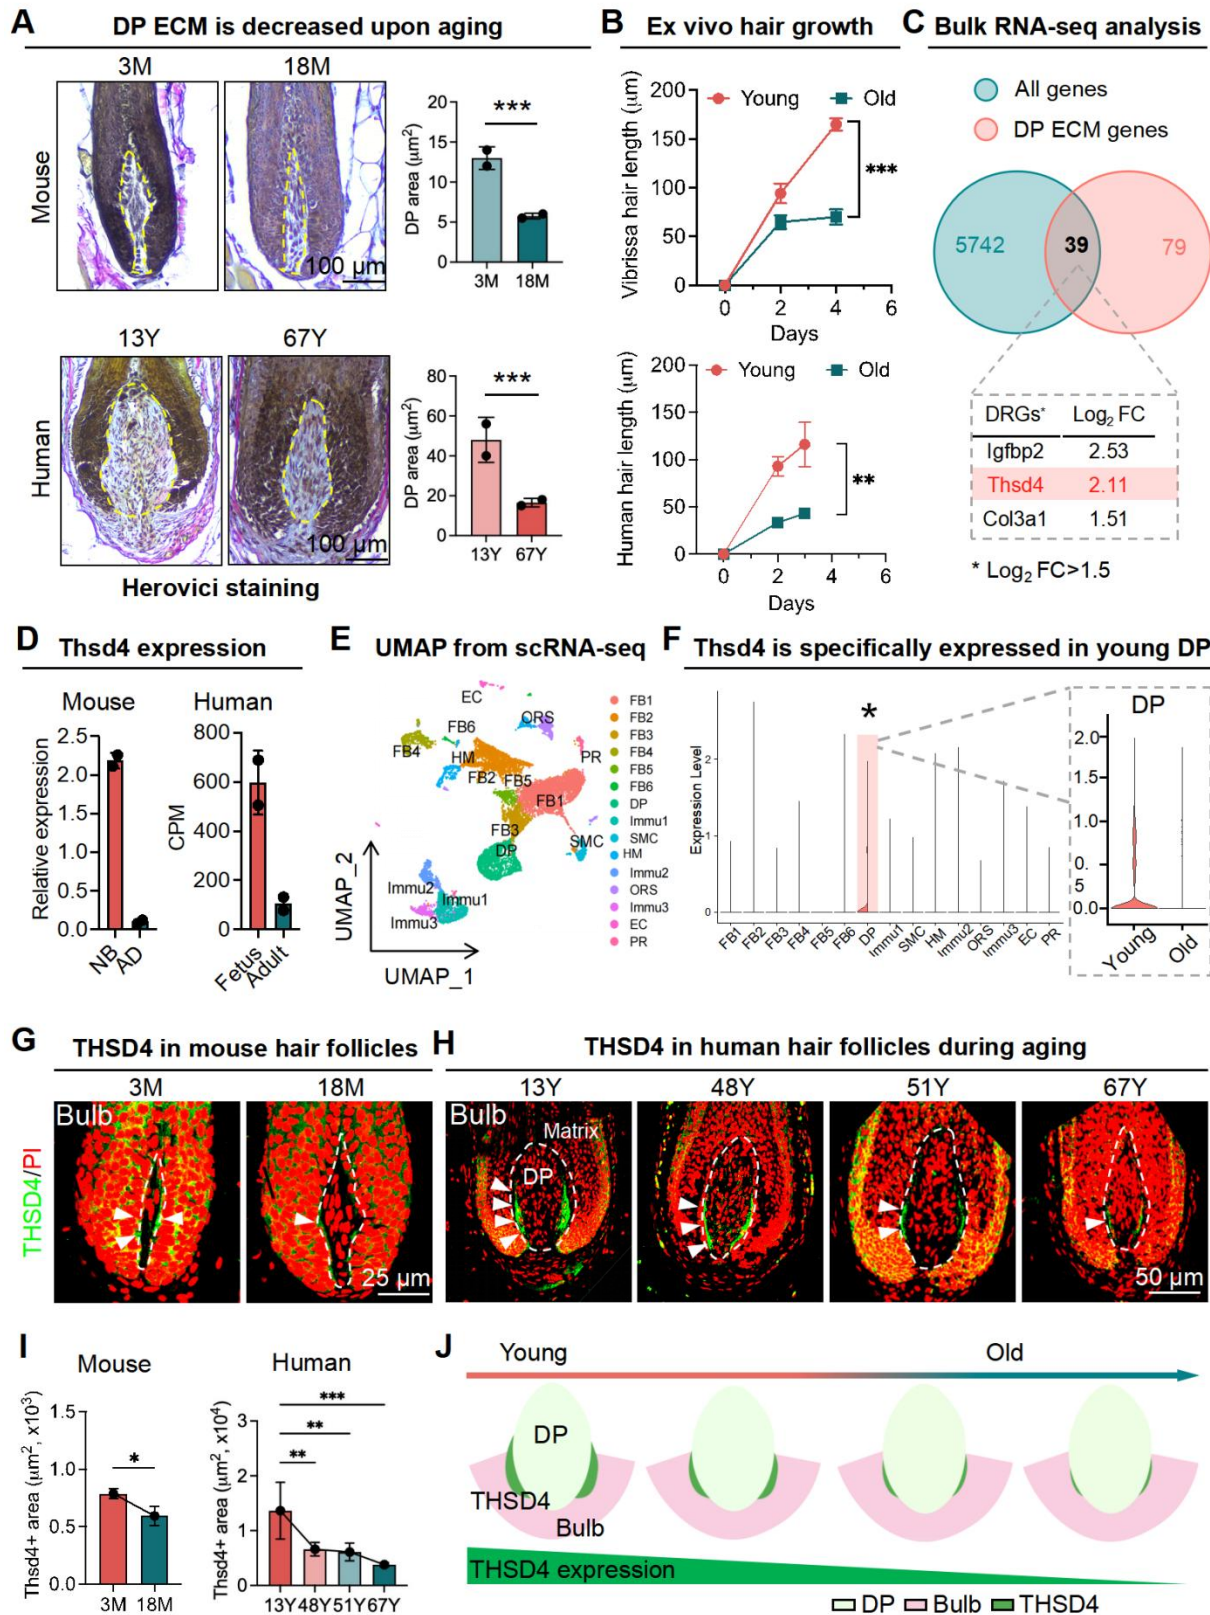 A DP ECM is decreased upon aging
3M 18M
Mouse
100 μm
DP area (μm²)
20
15
10
5
0
***
3M 18M
13Y 67Y
Human
100 μm
DP area (μm²)
80
60
40
20
0
***
13Y 67Y
Herovici staining
B Ex vivo hair growth
Young Old
Vibrissa hair length (μm)
200
150
100
50
0
***
0 2 4 6
Days
Young Old
Human hair length (μm)
200
150
100
50
0
**
0 2 4 6
Days
C Bulk RNA-seq analysis
All genes
DP ECM genes
5742 39 79
DRGs* Log₂ FC
Igfbp2 2.53
Thsd4 2.11
Col3a1 1.51
* Log₂ FC>1.5
D Thsd4 expression
Mouse
Relative expression
2.5
2.0
1.5
1.0
0.5
0.0
NB AD
Human
CPM
800
600
400
200
0
Fetus Adult
E UMAP from scRNA-seq
EC
FB6
ORS
FB4
HM
PR
FB2 FB5
FB1
FB3
DP
SMC
Immu2
Immu1
Immu3
UMAP_2
UMAP_1
FB1
FB2
FB3
FB4
FB5
FB6
DP
Immu1
SMC
HM
Immu2
ORS
Immu3
EC
PR
F Thsd4 is specifically expressed in young DP
Expression Level
2
1
0
*
FB1 FB2 FB3 FB4 FB5 FB6 DP Immu1 SMC HM Immu2 ORS Immu3 EC PR
DP
2.0
1.5
1.0
0.5
0.0
Young Old
G THSD4 in mouse hair follicles
3M 18M
Bulb
THSD4/PI
25 μm
H THSD4 in human hair follicles during aging
13Y 48Y 51Y 67Y
Bulb
Matrix
DP
50 μm
I Mouse
Thsd4+ area (μm², x10³)
1.5
1.0
0.5
0.0
*
3M 18M
Human
Thsd4+ area (μm², x10⁴)
3
2
1
0
***
**
**
13Y 48Y 51Y 67Y
J Young Old
DP
THSD4
Bulb
THSD4 expression
DP Bulb THSD4